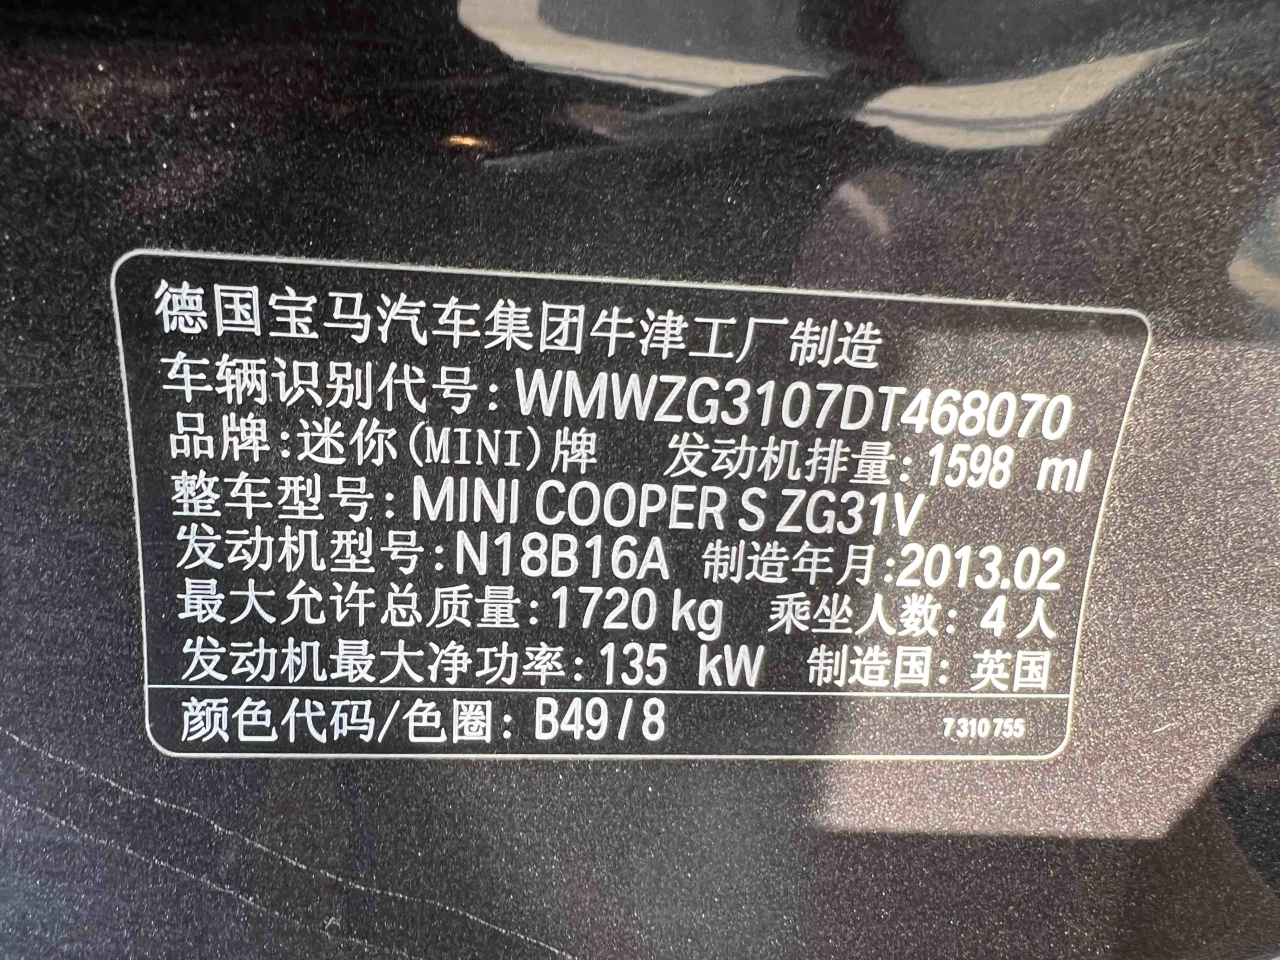 德国宝马汽车集团牛津工厂制造
车辆识别代号: WMWZG3107DT468070
品牌:迷你(MINI)牌 发动机排量: 1598 ml
整车型号: MINI COOPER S ZG31V
发动机型号: N18B16A 制造年月:2013.02
最大允许总质量: 1720 kg 乘坐人数: 4 人
发动机最大净功率: 135 kW 制造国: 英国
颜色代码/色圈: B49/8 7 310 755